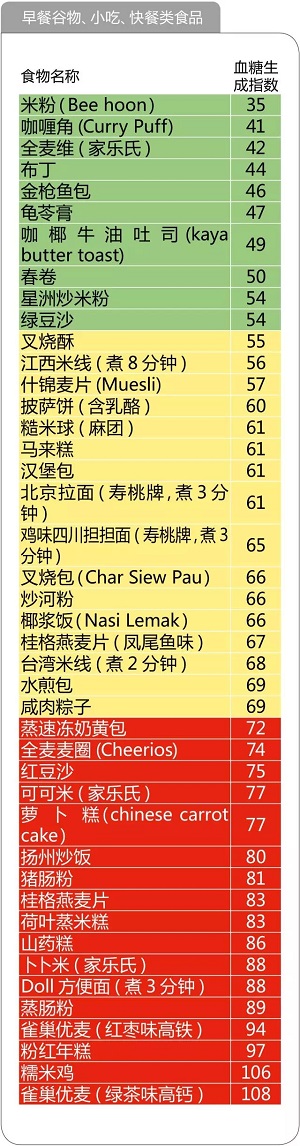 早餐谷物、小吃、快餐类食品
食物名称 血糖生成指数
米粉(Bee hoon) 35
咖喱角(Curry Puff) 41
全麦维(家乐氏) 42
布丁 44
金枪鱼包 46
龟苓膏 47
咖椰牛油吐司(kaya
butter toast) 49
春卷 50
星洲炒米粉 54
绿豆沙 54
叉烧酥 55
江西米线(煮8分钟) 56
什锦麦片(Muesli) 57
披萨饼(含乳酪) 60
糙米球(麻团) 61
马来糕 61
汉堡包 61
北京拉面(寿桃牌,煮3分
钟) 61
鸡味四川担担面(寿桃牌,煮3
分钟) 65
叉烧包(Char Siew Pau) 66
炒河粉 66
椰浆饭(Nasi Lemak) 66
桂格燕麦片(凤尾鱼味) 67
台湾米线(煮2分钟) 68
水煎包 69
咸肉粽子 69
蒸速冻奶黄包 72
全麦麦圈(Cheerios) 74
红豆沙 75
可可米(家乐氏) 77
萝卜糕(chinese carrot
cake) 77
扬州炒饭 80
猪肠粉 81
桂格燕麦片 83
荷叶蒸米糕 83
山药糕 86
卜卜米(家乐氏) 88
Doll方便面(煮3分钟) 88
蒸肠粉 89
雀巢优麦(红枣味高铁) 94
粉红年糕 97
糯米鸡 106
雀巢优麦(绿茶味高钙) 108